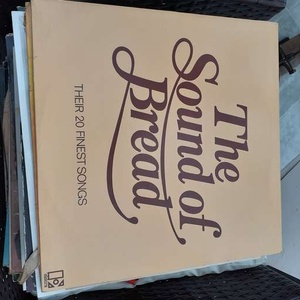 The
Sound of
Bread
THEIR 20 FINEST SONGS